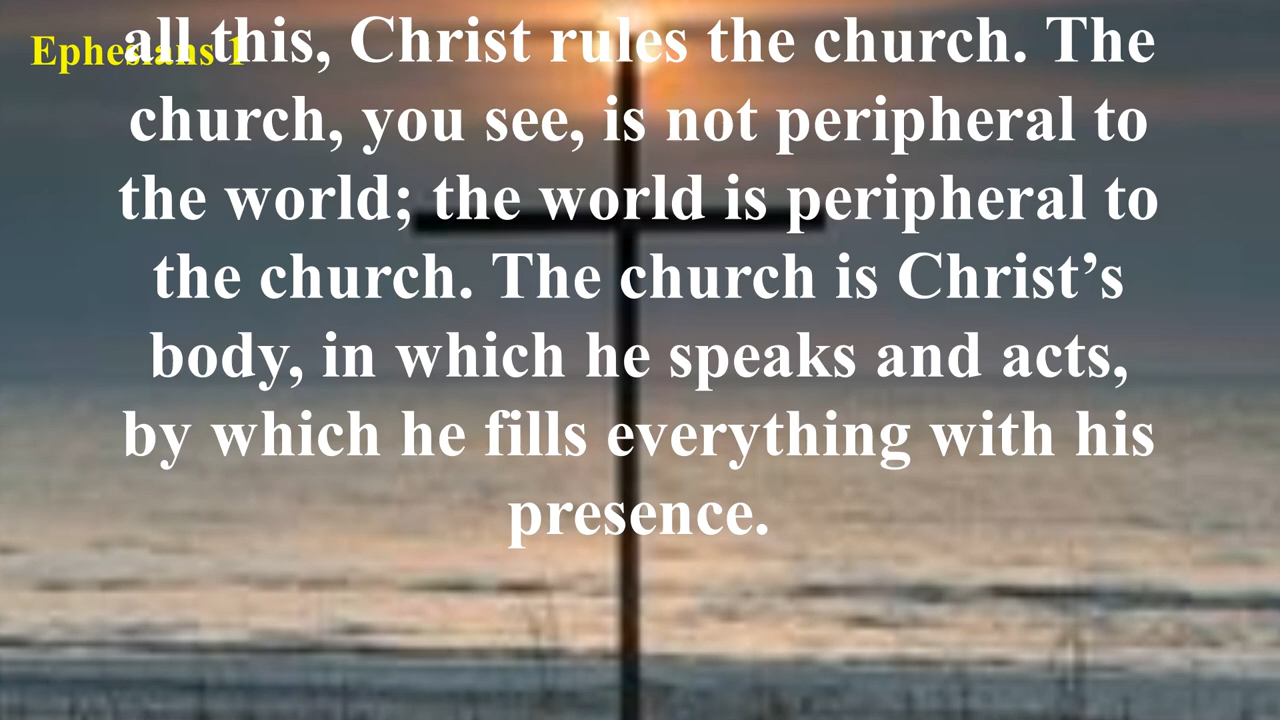 Ephesians 1
all this, Christ rules the church. The
church, you see, is not peripheral to
the world; the world is peripheral to
the church. The church is Christ’s
body, in which he speaks and acts,
by which he fills everything with his
presence.